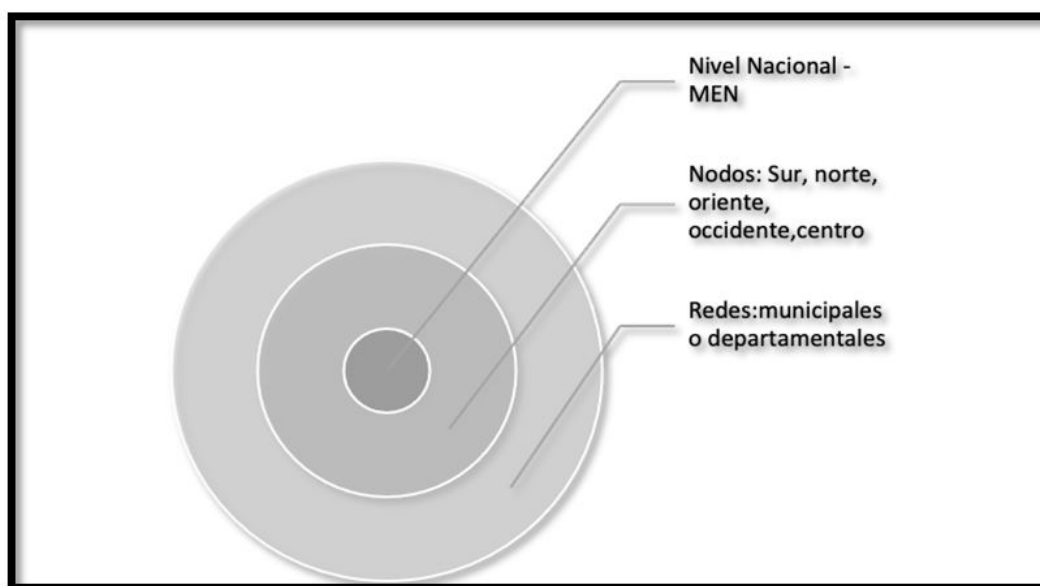 Nivel Nacional -
MEN
Nodos: Sur, norte,
oriente,
occidente,centro
Redes:municipales
o departamentales